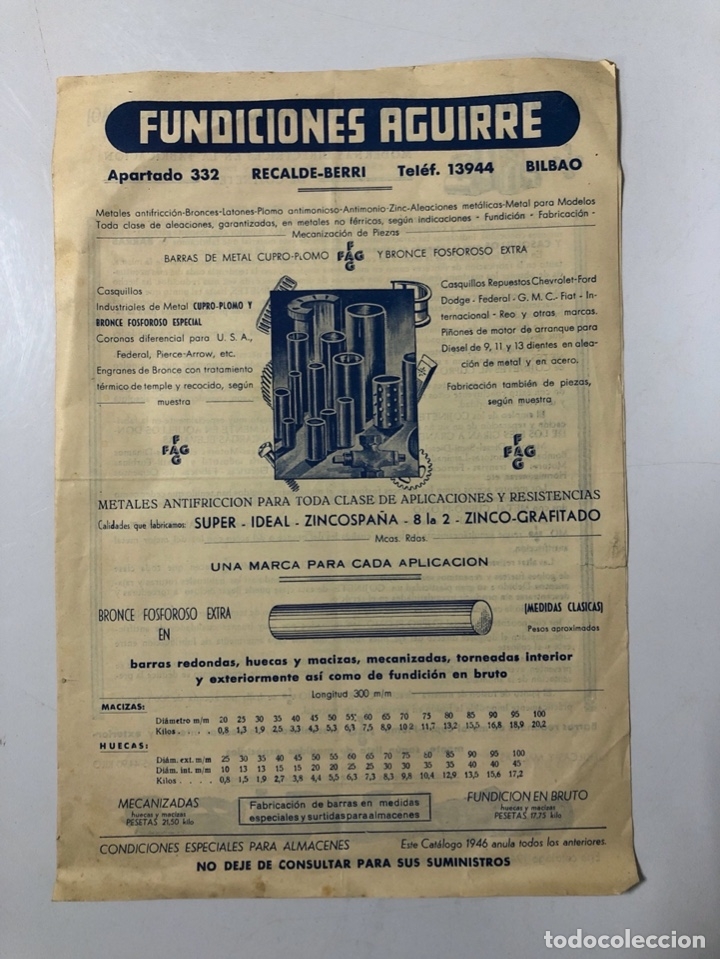 FUNDICIONES AGUIRRE
Apartado 332 RECALDE-BERRI Teléf. 13944 BILBAO
Metales antifricción-Bronces-Latones-Plomo antimonioso-Antimonio-Zinc-Aleaciones metálicas-Metal para Modelos
Toda clase de aleaciones, garantizadas, en metales no férricas, según indicaciones - Fundición - Fabricación -
Mecanización de Piezas
BARRAS DE METAL CUPRO-PLOMO FAG FAG Y BRONCE FOSFOROSO EXTRA
Casquillos
Industriales de Metal CUPRO-PLOMO Y
BRONCE FOSFOROSO ESPECIAL
Coronas diferencial para U. S. A.,
Federal, Pierce-Arrow, etc.
Engranes de Bronce con tratamiento
térmico de temple y recocido, según
muestra
Casquillos Repuestos Chevrolet-Ford
Dodge - Federal - G. M. C. - Fiat - In-
ternacional - Reo y otras marcas.
Piñones de motor de arranque para
Diesel de 9, 11 y 13 dientes en alea-
ción de metal y en acero.
Fabricación también de piezas,
según muestra
FAG FAG
FAG FAG
METALES ANTIFRICCION PARA TODA CLASE DE APLICACIONES Y RESISTENCIAS
Calidades que fabricamos: SUPER - IDEAL - ZINCOSPAÑA - 8 la 2 - ZINCO-GRAFITADO
Mcas. Rdas.
UNA MARCA PARA CADA APLICACION
BRONCE FOSFOROSO EXTRA
EN
(MEDIDAS CLASICAS)
Pesos aproximados
barras redondas, huecas y macizas, mecanizadas, torneadas interior
y exteriormente así como de fundición en bruto
Longitud 300 m/m
MACIZAS:
Diámetro m/m 20 25 30 35 40 45 50 55 60 65 70 75 80 85 90 95 100
Kilos . . . . 0,8 1,3 1,9 2,5 3,3 4,3 5,3 6,3 7,5 8,9 10,2 11,7 13,2 15,5 16,8 18,9 20,2
HUECAS:
Diám. ext. m/m 25 30 35 40 45 50 55 60 65 70 75 80 85 90 95 100
Diám. int. m/m 10 13 13 15 15 20 20 20 25 25 30 30 35 40 40 45
Kilos . . . . 0,8 1,5 1,9 2,7 3,8 4,4 5,5 6,3 7,3 8,3 9,8 10,4 12,9 13,5 15,6 17,2
MECANIZADAS
huecas y macizas
PESETAS 21,50 kilo
Fabricación de barras en medidas
especiales y surtidas para almacenes
FUNDICION EN BRUTO
huecas y macizas
PESETAS 17,75 kilo
CONDICIONES ESPECIALES PARA ALMACENES Este Catálogo 1946 anula todos los anteriores.
NO DEJE DE CONSULTAR PARA SUS SUMINISTROS
todocoleccion.net